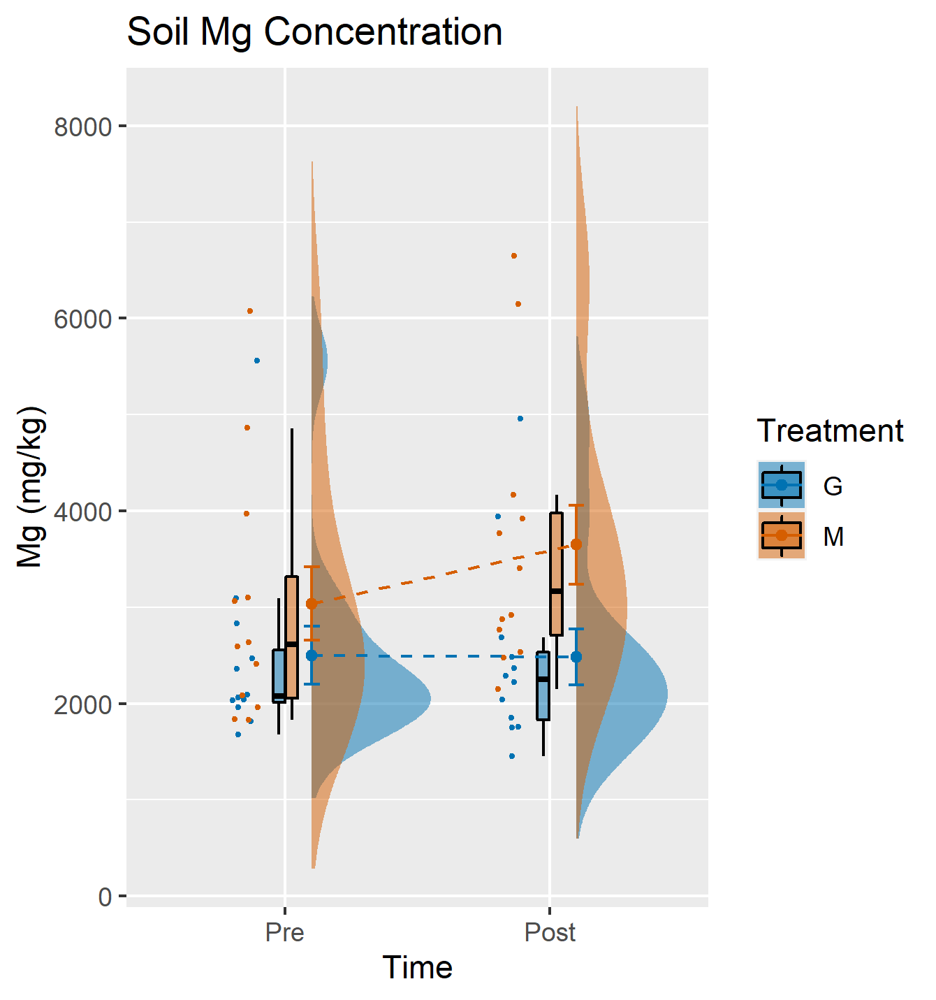 Soil Mg Concentration
8000
6000
4000
2000
0
Mg (mg/kg)
Pre
Post
Time
Treatment
G
M